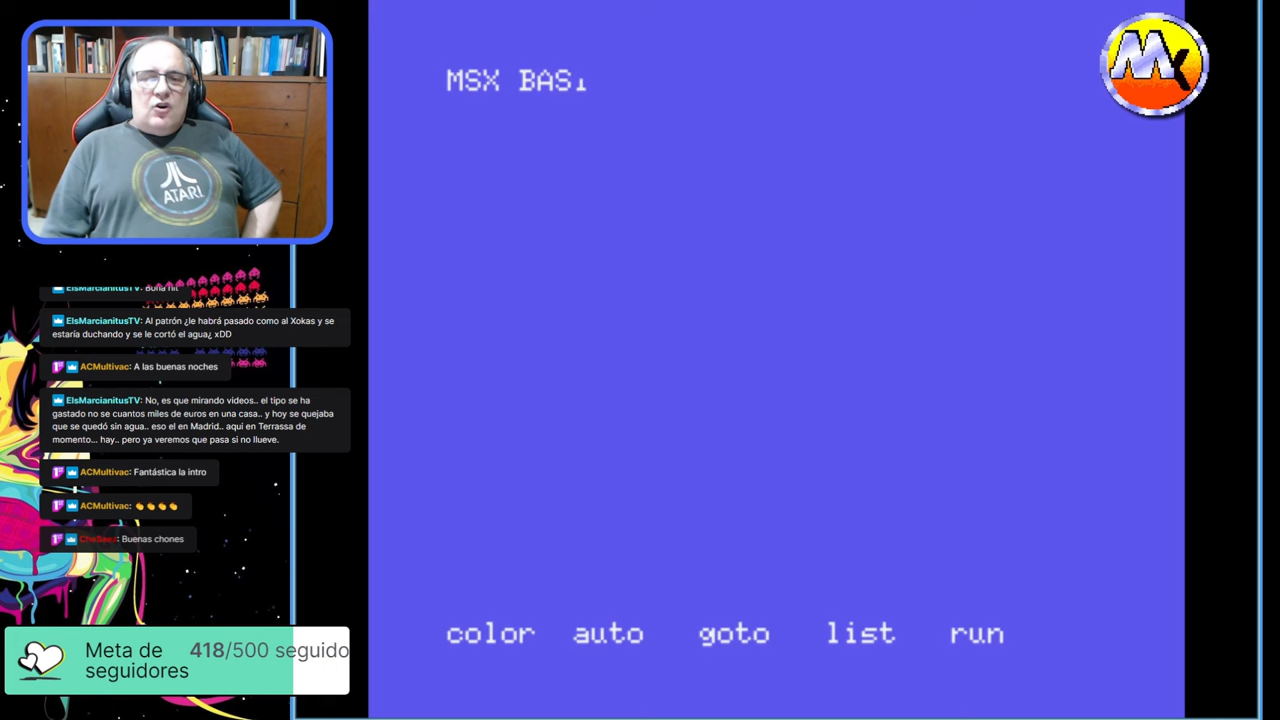 MSX BAS
MX
ATARI
ElsMarcianitusTV: Bona nit
ElsMarcianitusTV: Al patrón ¿le habrá pasado como al Xokas y se
estaría duchando y se le cortó el agua¿ xDD
ACMultivac: A las buenas noches
ElsMarcianitusTV: No, es que mirando videos.. el tipo se ha
gastado no se cuantos miles de euros en una casa.. y hoy se quejaba
que se quedó sin agua.. eso el en Madrid.. aqui en Terrassa de
momento... hay.. pero ya veremos que pasa si no llueve.
ACMultivac: Fantástica la intro
ACMultivac: 👏👏👏👏
: Buenas chones
Meta de
seguidores
418/500 seguido
color auto goto list run